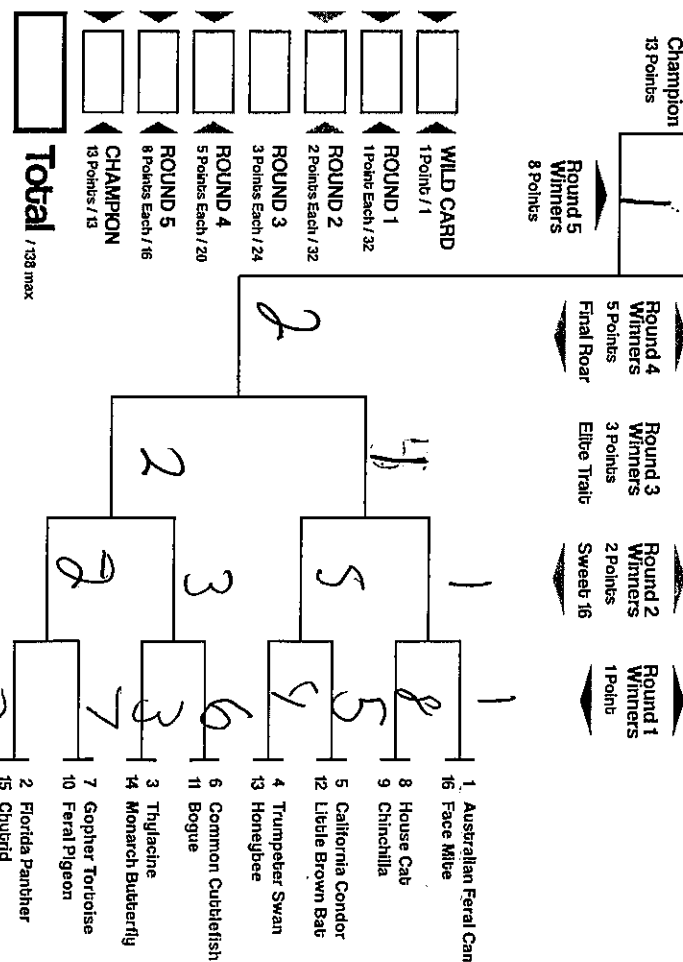 Champion
13 Points
Round 5
Winners
8 Points
Round 4
Winners
5 Points
Final Roar
Round 3
Winners
3 Points
Elite Trait
Round 2
Winners
2 Points
Sweet 16
Round 1
Winners
1 Point
WILD CARD
1 Point / 1
ROUND 1
1 Point Each / 32
ROUND 2
2 Points Each / 32
ROUND 3
3 Points Each / 24
ROUND 4
5 Points Each / 20
ROUND 5
8 Points Each / 16
CHAMPION
13 Points / 13
Total / 138 max
1
2
2
2
3
5
1
7
3
6
4
5
8
1
1 Australian Feral Can
16 Face Mite
8 House Cat
9 Chinchilla
5 California Condor
12 Little Brown Bat
4 Trumpeter Swan
13 Honeybee
6 Common Cuttlefish
11 Bogue
3 Thylacine
14 Monarch Butterfly
7 Gopher Tortoise
10 Feral Pigeon
2 Florida Panther
15 Chytrid